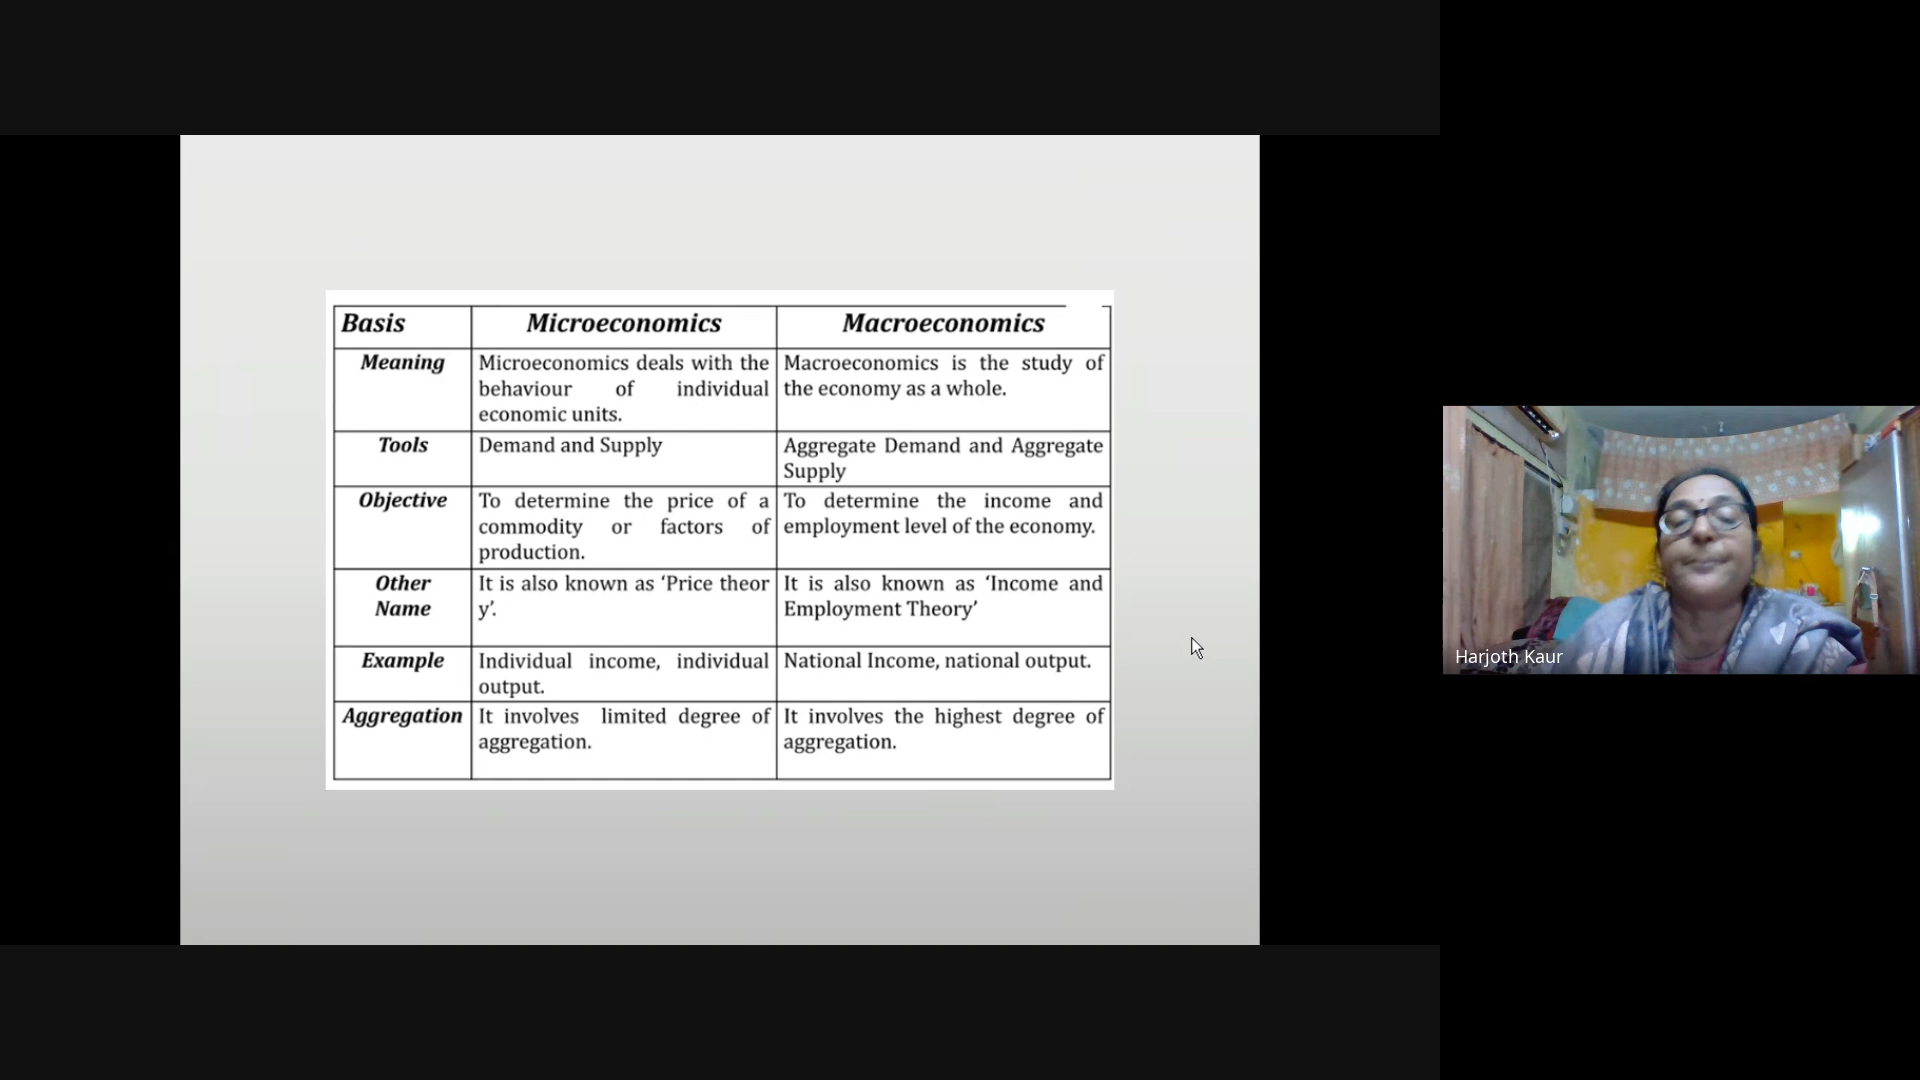 Basis Microeconomics Macroeconomics
Meaning Microeconomics deals with the Macroeconomics is the study of
behaviour of individual the economy as a whole.
economic units.
Tools Demand and Supply Aggregate Demand and Aggregate
Supply
Objective To determine the price of a To determine the income and
commodity or factors of employment level of the economy.
production.
Other It is also known as ‘Price theor It is also known as ‘Income and
Name y’. Employment Theory’
Example Individual income, individual National Income, national output.
output.
Aggregation It involves limited degree of It involves the highest degree of
aggregation. aggregation.
Harjoth Kaur